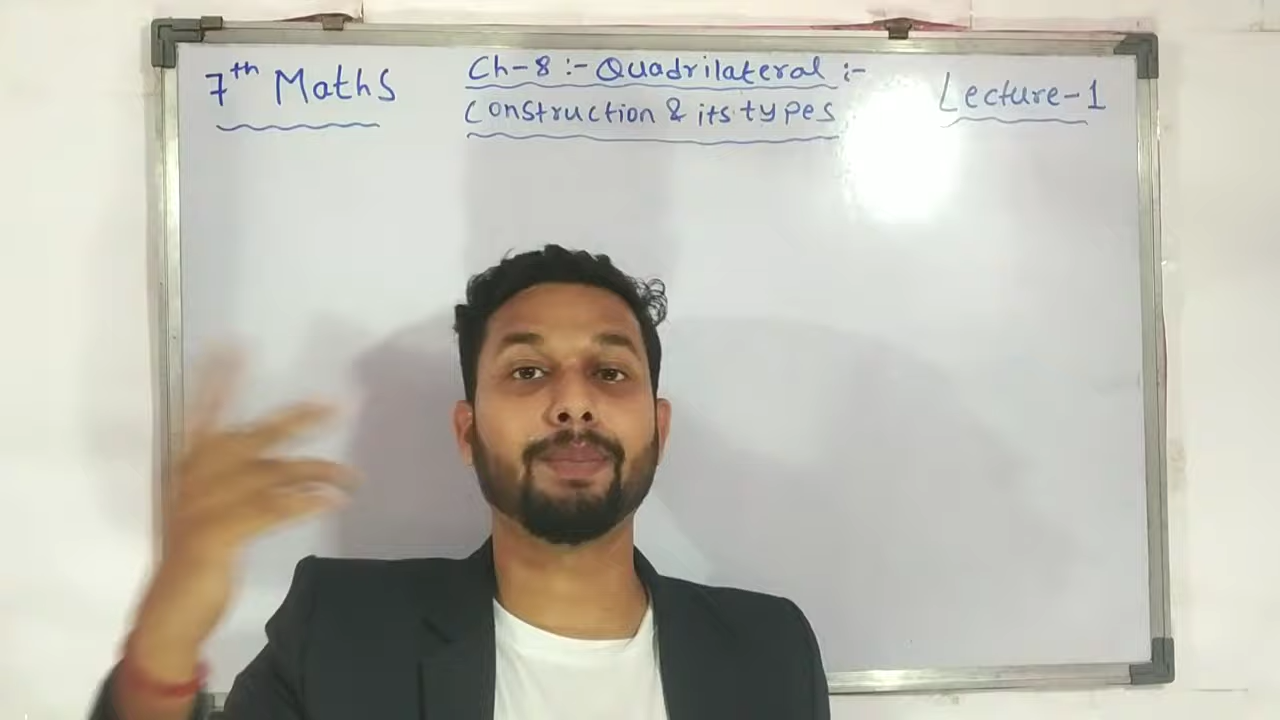 7th Maths
Ch-8 :- Quadrilateral :-
Construction & its types
Lecture-1